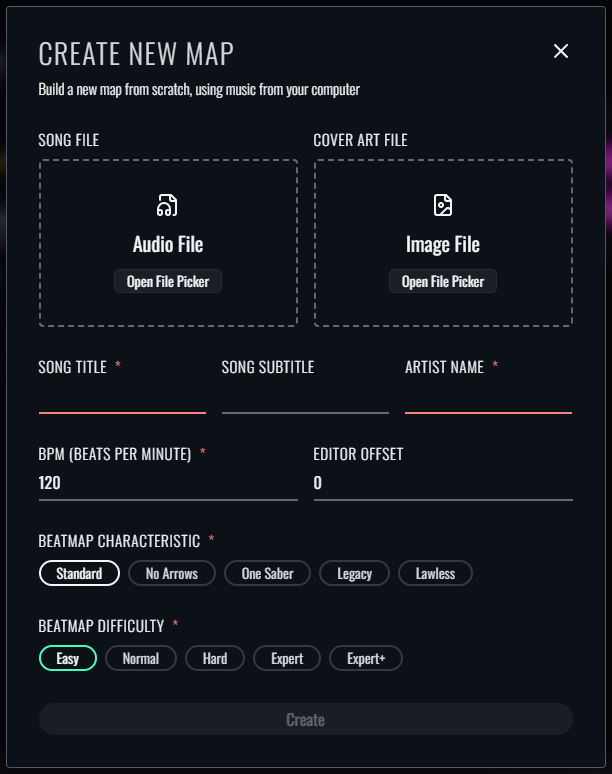 CREATE NEW MAP
Build a new map from scratch, using music from your computer
SONG FILE
COVER ART FILE
Audio File
Open File Picker
Image File
Open File Picker
SONG TITLE *
SONG SUBTITLE
ARTIST NAME *
BPM (BEATS PER MINUTE) *
120
EDITOR OFFSET
0
BEATMAP CHARACTERISTIC *
Standard No Arrows One Saber Legacy Lawless
BEATMAP DIFFICULTY *
Easy Normal Hard Expert Expert+
Create